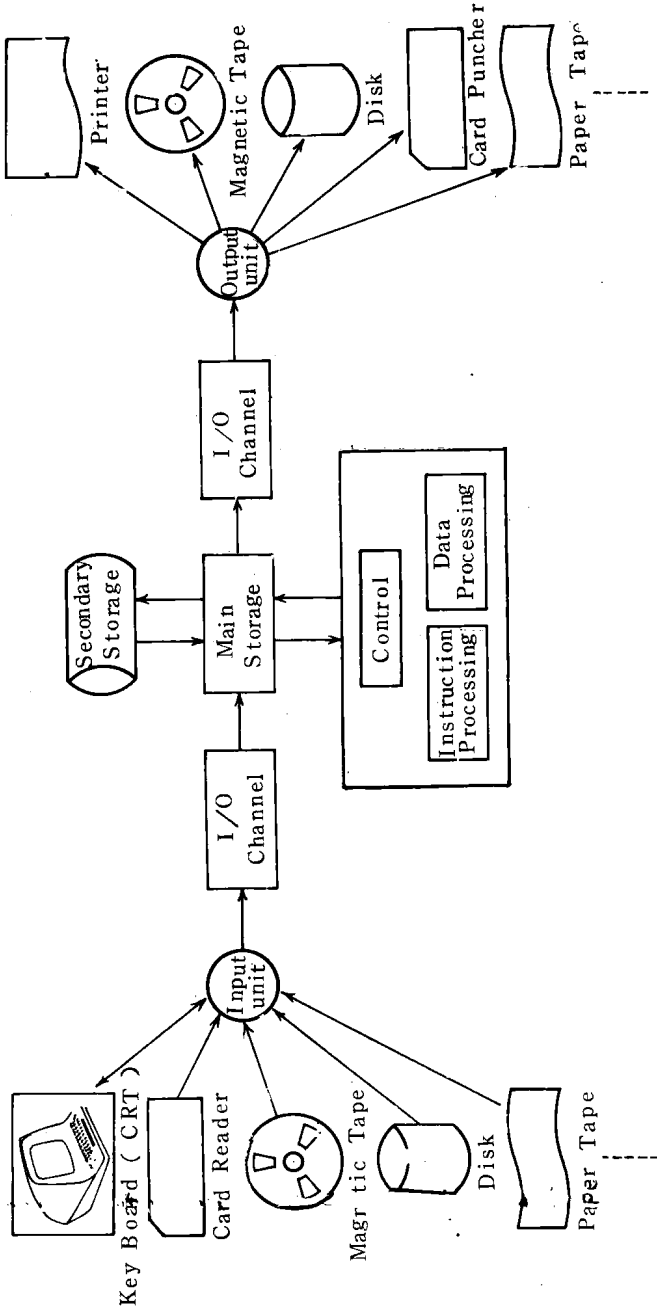 Key Board ( CRT )
Card Reader
Magr tic Tape
Disk
Paper Tape
Input
unit
I/O
Channel
Secondary
Storage
Main
Storage
Control
Instruction
Processing
Data
Processing
I/O
Channel
Output
unit
Printer
Magnetic Tape
Disk
Card Puncher
Paper Tape